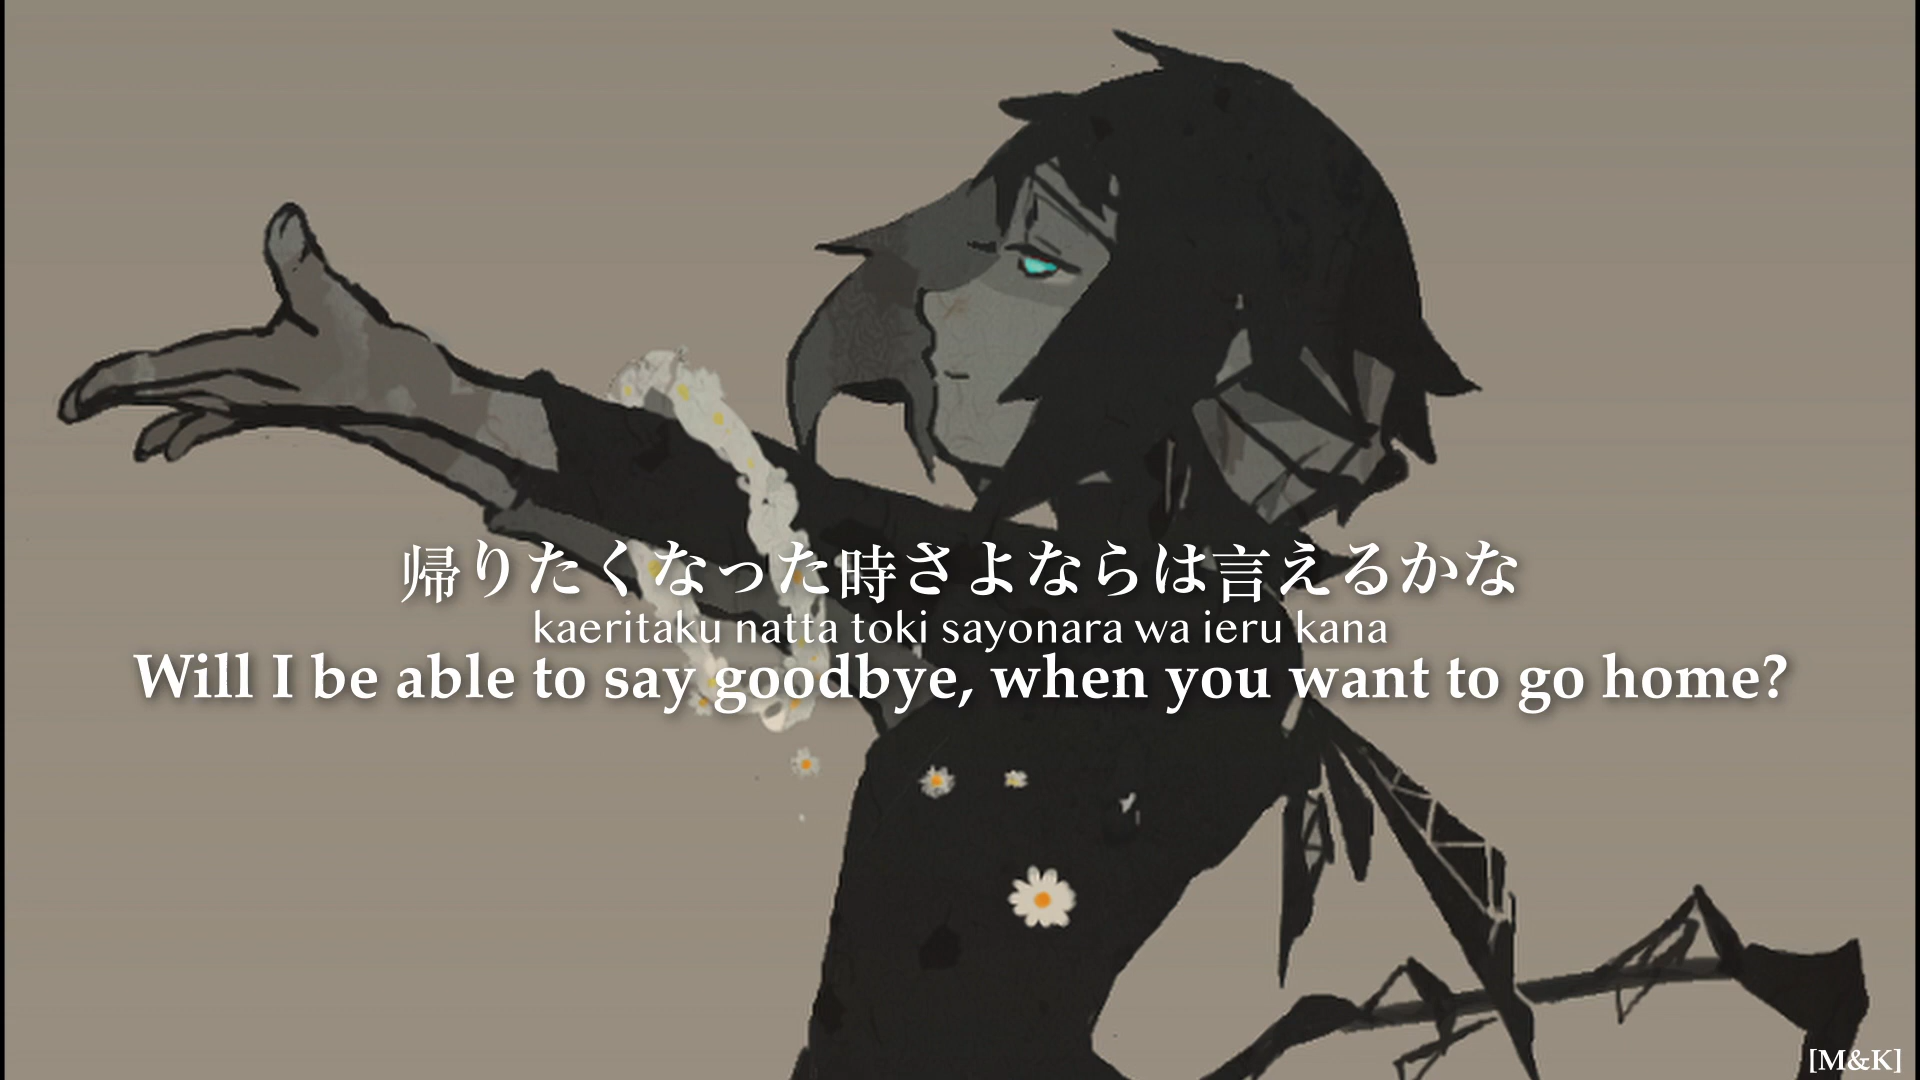 帰りたくなった時さよならは言えるかな
kaeritaku natta toki sayonara wa ieru kana
Will I be able to say goodbye, when you want to go home?
[M&K]